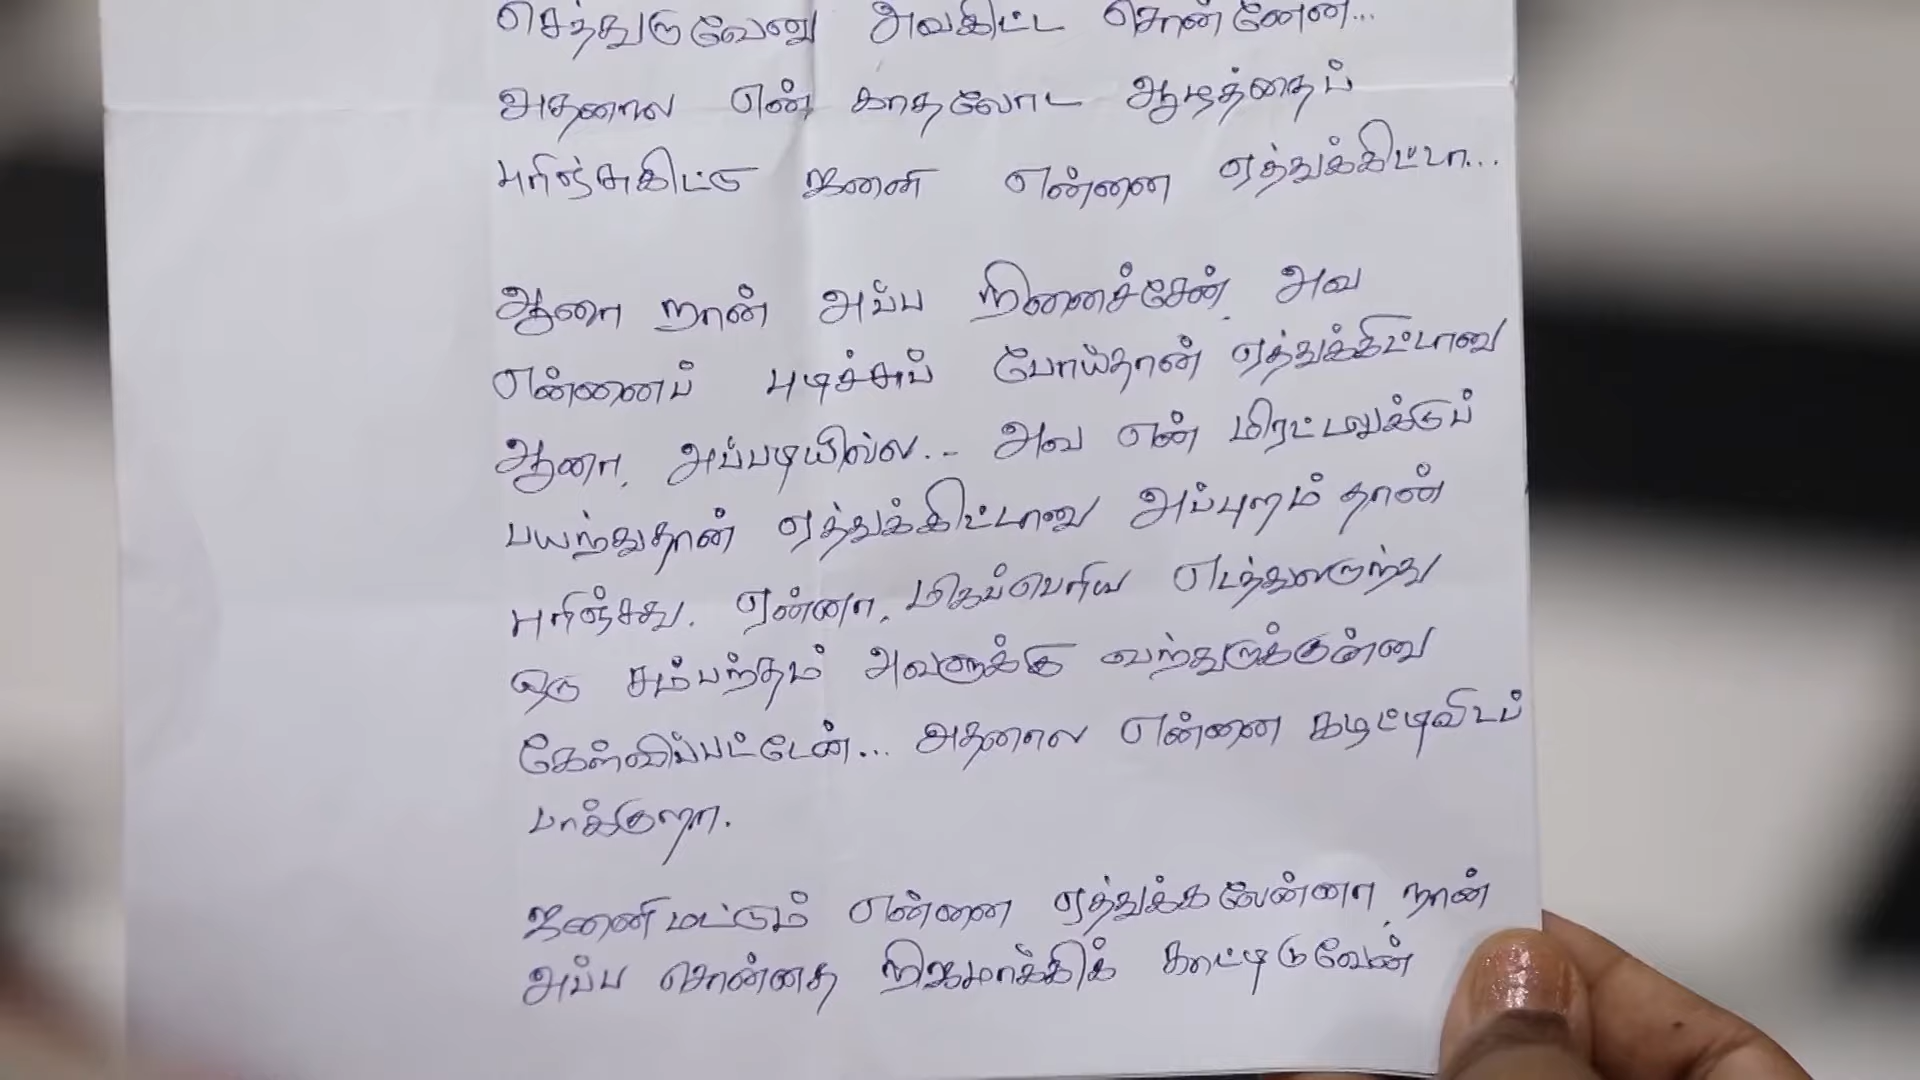 செத்துருவேனு அவகிட்ட சொன்னேன்...
அதனால என் காதலோட ஆழத்தைப்
புரிஞ்சுகிட்டு ஜனனி என்னை ஏத்துக்கிட்டா...
ஆனா நான் அப்ப நினைச்சேன், அவ
என்னைப் புடிச்சுப் போய்தான் ஏத்துக்கிட்டானு
ஆனா, அப்படியில்ல.. அவ என் மிரட்டலுக்குப்
பயந்துதான் ஏத்துக்கிட்டானு அப்புறம் தான்
புரிஞ்சது. ஏன்னா, மிகப்பெரிய எடத்துலருந்து
ஒரு சம்பந்தம் அவளுக்கு வந்துருக்குன்னு
கேள்விப்பட்டேன்... அதனால என்னை கழட்டிவிடப்
பாக்குறா.
ஜனனி மட்டும் என்னை ஏத்துக்கலேன்னா, நான்
அப்ப சொன்னத நிஜமாக்கிக் காட்டிடுவேன்